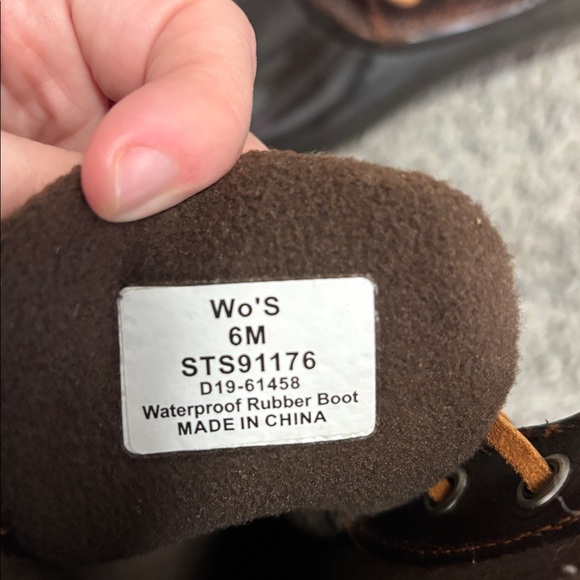 Wo'S
6M
STS91176
D19-61458
Waterproof Rubber Boot
MADE IN CHINA